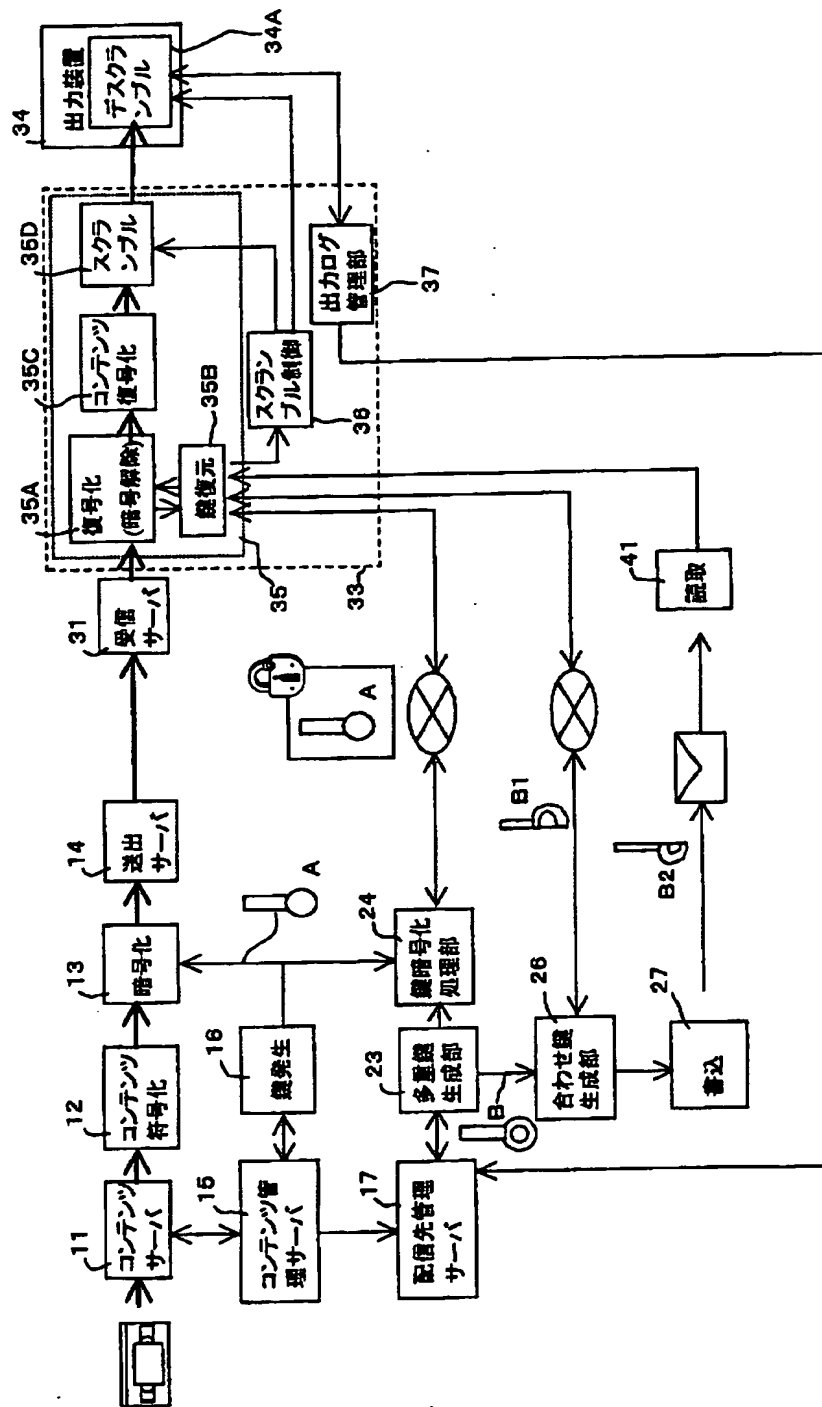 11
コンテンツ
サーバ
12
コンテンツ
符号化
13
暗号化
14
送出
サーバ
31
受信
サーバ
35A
復号化
(暗号解除)
35C
コンテンツ
復号化
35D
スクラ
ンブル
34
出力装置
デスクラ
ンブル
34A
35B
鍵復元
35
33
スクラン
ブル制御
36
出力ログ
管理部
37
15
コンテンツ管
理サーバ
16
鍵発生
A
A
17
配信先管理
サーバ
23
多重鍵
生成部
24
鍵暗号化
処理部
B
26
合わせ鍵
生成部
B1
27
書込
B2
41
読取